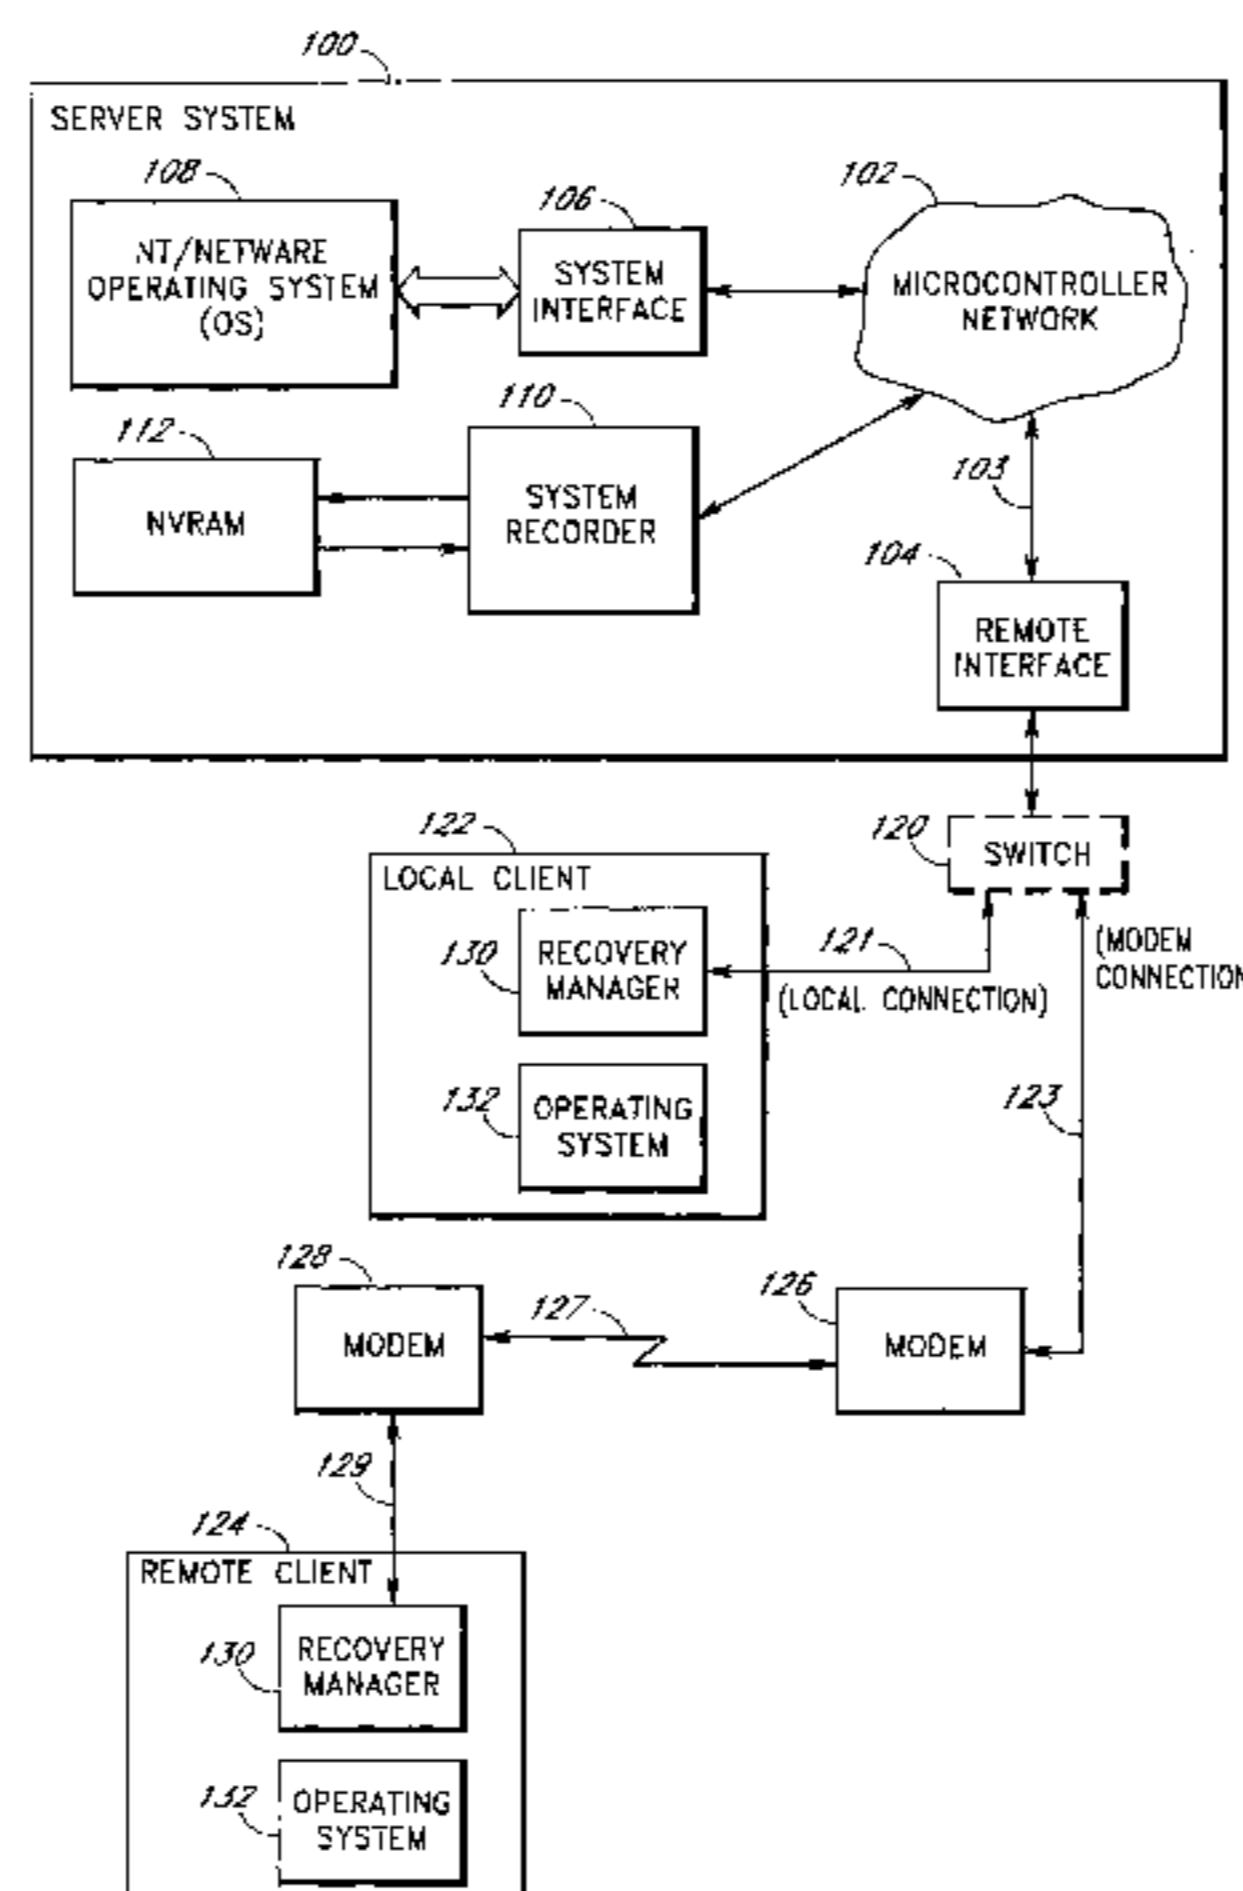 100
SERVER SYSTEM
108
NT/NETWARE
OPERATING SYSTEM
(OS)
106
SYSTEM
INTERFACE
102
MICROCONTROLLER
NETWORK
112
NVRAM
110
SYSTEM
RECORDER
103
104
REMOTE
INTERFACE
120
SWITCH
122
LOCAL CLIENT
130
RECOVERY
MANAGER
121
(LOCAL CONNECTION)
(MODEM
CONNECTION
132
OPERATING
SYSTEM
123
128
MODEM
127
126
MODEM
129
124
REMOTE CLIENT
130
RECOVERY
MANAGER
132
OPERATING
SYSTEM